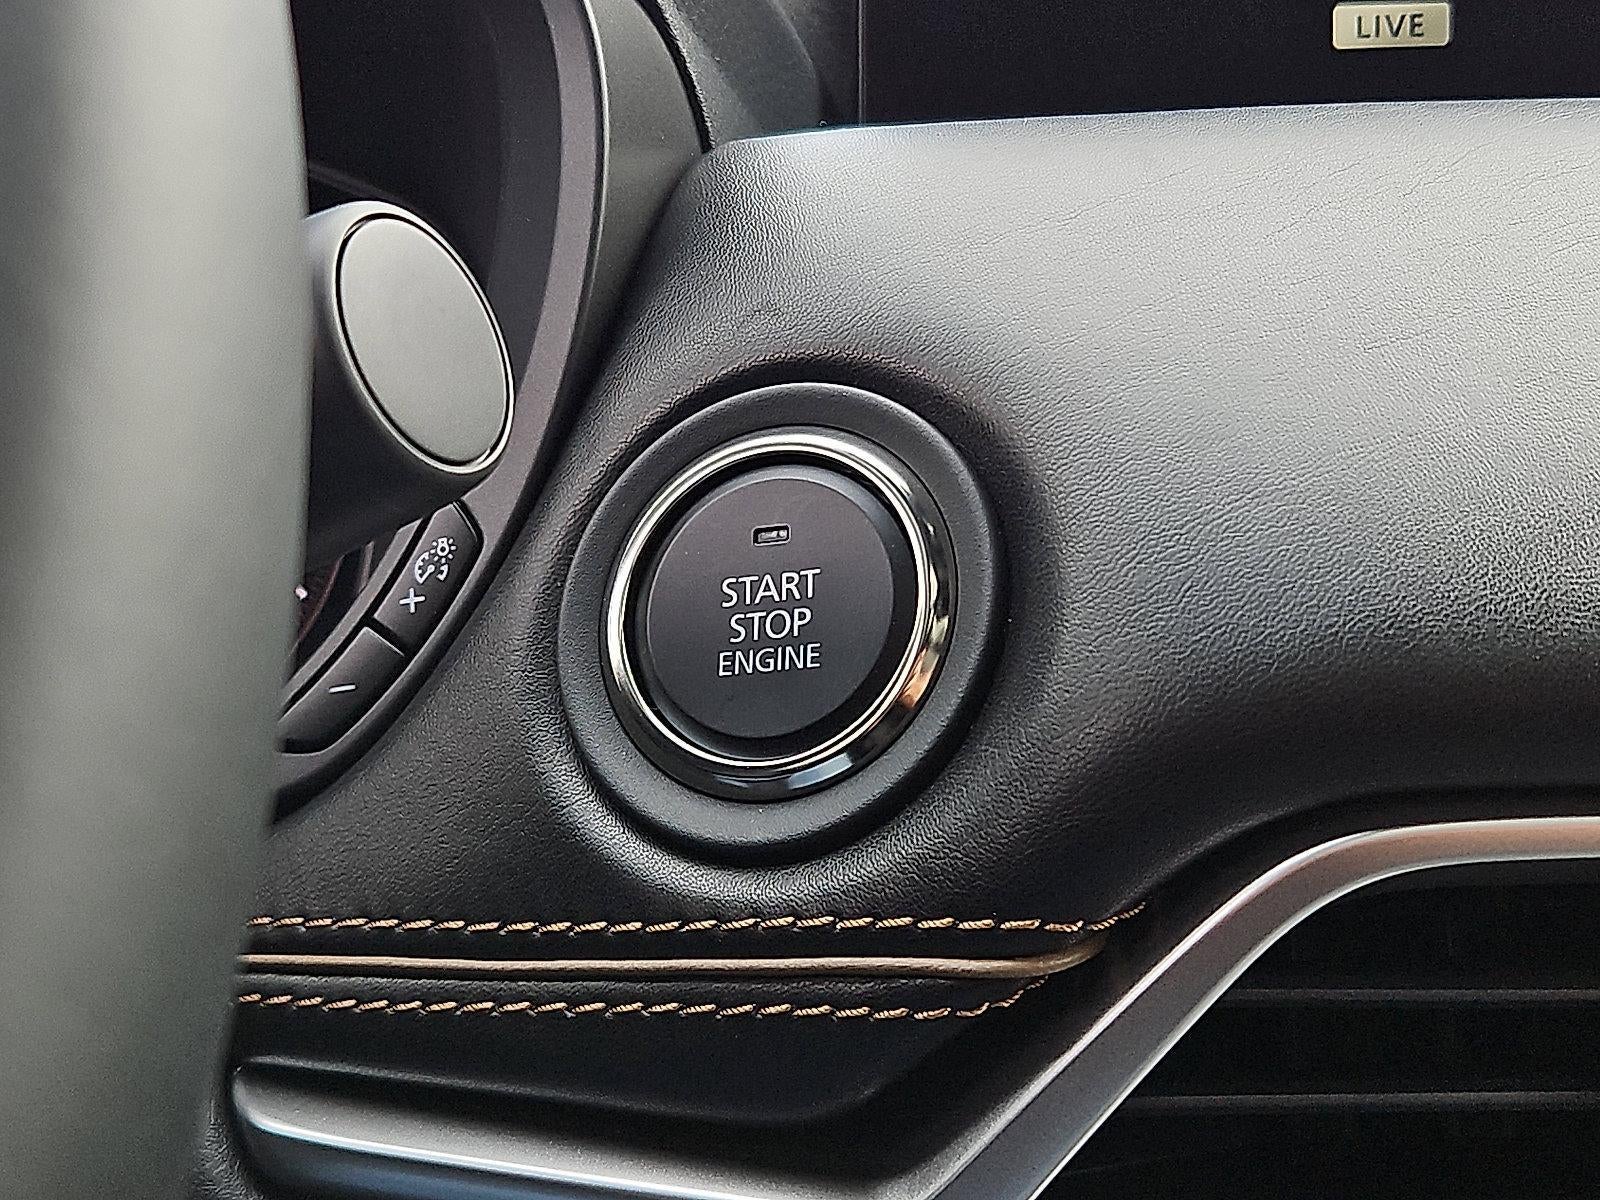 LIVE
START
STOP
ENGINE
+
−